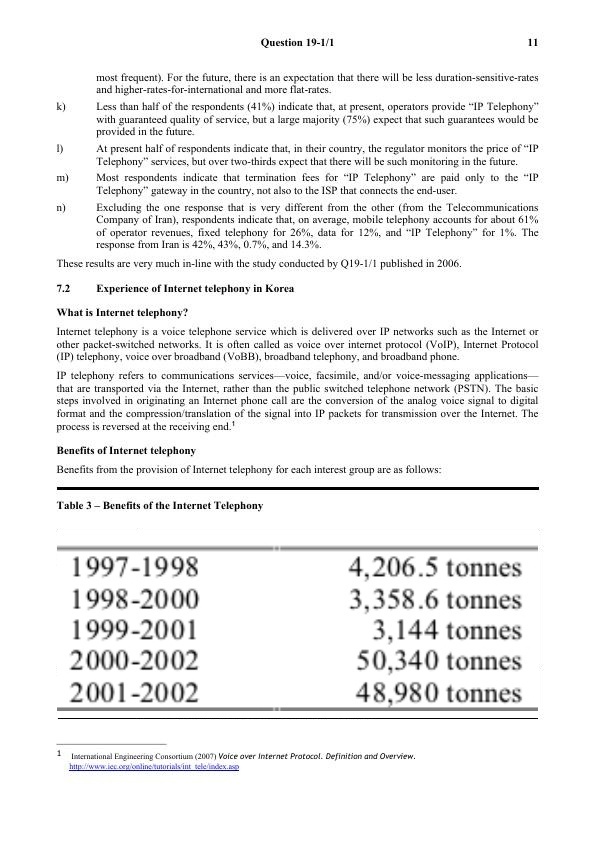 Question 19-1/1 11
most frequent). For the future, there is an expectation that there will be less duration-sensitive-rates
and higher-rates-for-international and more flat-rates.
k) Less than half of the respondents (41%) indicate that, at present, operators provide “IP Telephony”
with guaranteed quality of service, but a large majority (75%) expect that such guarantees would be
provided in the future.
l) At present half of respondents indicate that, in their country, the regulator monitors the price of “IP
Telephony” services, but over two-thirds expect that there will be such monitoring in the future.
m) Most respondents indicate that termination fees for “IP Telephony” are paid only to the “IP
Telephony” gateway in the country, not also to the ISP that connects the end-user.
n) Excluding the one response that is very different from the other (from the Telecommunications
Company of Iran), respondents indicate that, on average, mobile telephony accounts for about 61%
of operator revenues, fixed telephony for 26%, data for 12%, and “IP Telephony” for 1%. The
response from Iran is 42%, 43%, 0.7%, and 14.3%.
These results are very much in-line with the study conducted by Q19-1/1 published in 2006.
7.2 Experience of Internet telephony in Korea
What is Internet telephony?
Internet telephony is a voice telephone service which is delivered over IP networks such as the Internet or
other packet-switched networks. It is often called as voice over internet protocol (VoIP), Internet Protocol
(IP) telephony, voice over broadband (VoBB), broadband telephony, and broadband phone.
IP telephony refers to communications services—voice, facsimile, and/or voice-messaging applications—
that are transported via the Internet, rather than the public switched telephone network (PSTN). The basic
steps involved in originating an Internet phone call are the conversion of the analog voice signal to digital
format and the compression/translation of the signal into IP packets for transmission over the Internet. The
process is reversed at the receiving end.1
Benefits of Internet telephony
Benefits from the provision of Internet telephony for each interest group are as follows:
Table 3 – Benefits of the Internet Telephony
1997-1998 4,206.5 tonnes
1998-2000 3,358.6 tonnes
1999-2001 3,144 tonnes
2000-2002 50,340 tonnes
2001-2002 48,980 tonnes
1 International Engineering Consortium (2007) Voice over Internet Protocol. Definition and Overview.
http://www.iec.org/online/tutorials/int_tele/index.asp